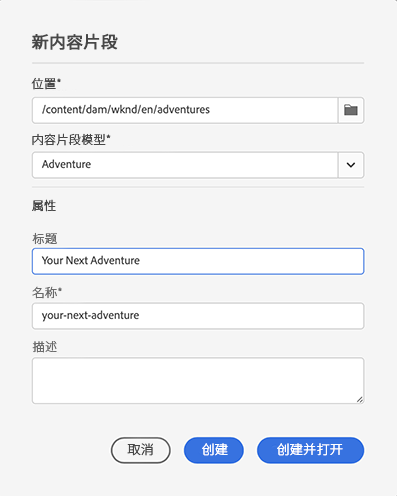 新内容片段
位置*
/content/dam/wknd/en/adventures
内容片段模型*
Adventure
属性
标题
Your Next Adventure
名称*
your-next-adventure
描述
取消 创建 创建并打开